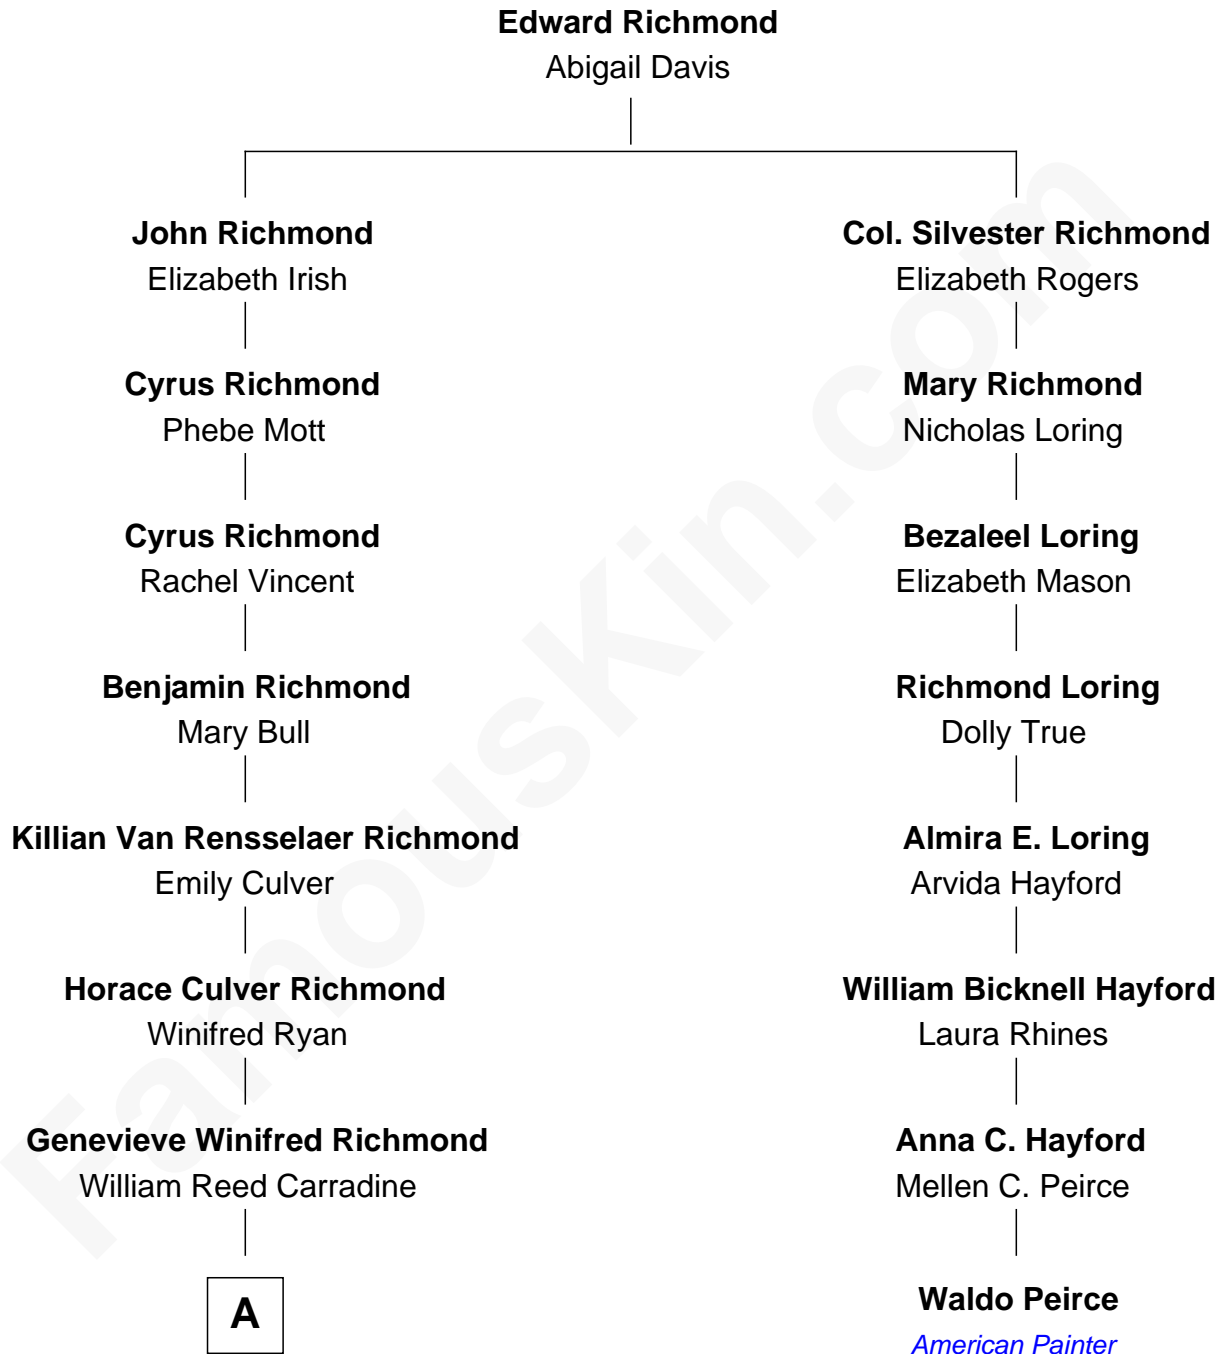 Edward Richmond
Abigail Davis
John Richmond
Elizabeth Irish
Cyrus Richmond
Phebe Mott
Cyrus Richmond
Rachel Vincent
Benjamin Richmond
Mary Bull
Killian Van Rensselaer Richmond
Emily Culver
Horace Culver Richmond
Winifred Ryan
Genevieve Winifred Richmond
William Reed Carradine
A
Col. Silvester Richmond
Elizabeth Rogers
Mary Richmond
Nicholas Loring
Bezaleel Loring
Elizabeth Mason
Richmond Loring
Dolly True
Almira E. Loring
Arvida Hayford
William Bicknell Hayford
Laura Rhines
Anna C. Hayford
Mellen C. Peirce
Waldo Peirce
American Painter
FamousKin.com